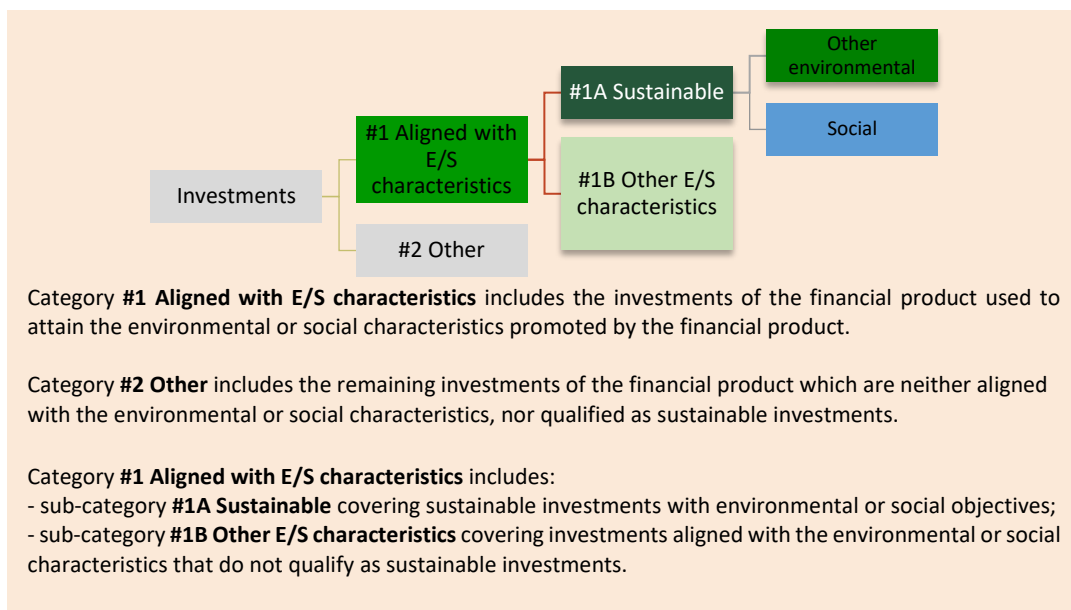 Other
environmental
#1A Sustainable
Social
#1 Aligned with
E/S
characteristics
#1B Other E/S
characteristics
Investments
#2 Other
Category #1 Aligned with E/S characteristics includes the investments of the financial product used to
attain the environmental or social characteristics promoted by the financial product.
Category #2 Other includes the remaining investments of the financial product which are neither aligned
with the environmental or social characteristics, nor qualified as sustainable investments.
Category #1 Aligned with E/S characteristics includes:
- sub-category #1A Sustainable covering sustainable investments with environmental or social objectives;
- sub-category #1B Other E/S characteristics covering investments aligned with the environmental or social
characteristics that do not qualify as sustainable investments.